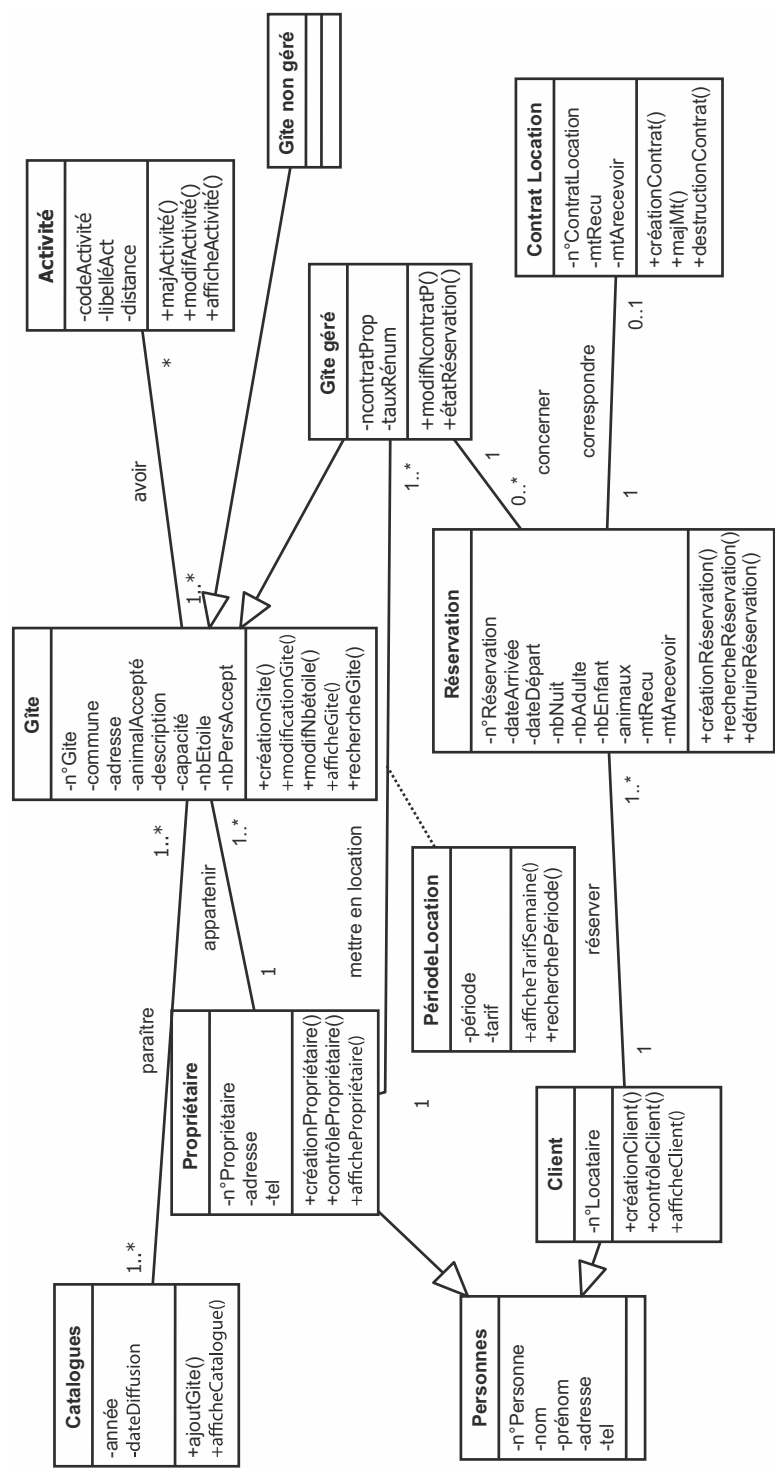 Catalogues
-année
-dateDiffusion
+ajoutGite()
+afficheCatalogue()
1..*
paraître
1..*
Gîte
-n°Gite
-commune
-adresse
-animalAccepté
-description
-capacité
-nbEtoile
-nbPersAccept
+créationGîte()
+modificationGite()
+modifNbétoile()
+afficheGite()
+rechercheGite()
1..*
avoir
*
Activité
-codeActivité
-libelléAct
-distance
+majActivité()
+modifActivité()
+afficheActivité()
Propriétaire
-n°Propriétaire
-adresse
-tel
+créationPropriétaire()
+contrôlePropriétaire()
+affichePropriétaire()
1
appartenir
1..*
Gîte non géré
1
mettre en location
1..*
Gîte géré
-ncontratProp
-tauxRénum
+modifNcontratP()
+étatRéservation()
PériodeLocation
-période
-tarif
+afficheTarifSemaine()
+recherchePériode()
1
concerner
0..*
Personnes
-n°Personne
-nom
-prénom
-adresse
-tel
Client
-n°Locataire
+créationClient()
+contrôleClient()
+afficheClient()
1
réserver
1..*
Réservation
-n°Réservation
-dateArrivée
-dateDépart
-nbNuit
-nbAdulte
-nbEnfant
-animaux
-mtRecu
-mtArecevoir
+créationRéservation()
+rechercheRéservation()
+détruireRéservation()
1
correspondre
0..1
Contrat Location
-n°ContratLocation
-mtRecu
-mtArecevoir
+créationContrat()
+majMt()
+destructionContrat()